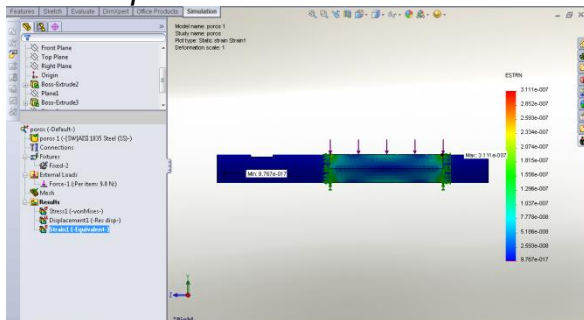 Features
Sketch
Evaluate
DimXpert
Office Products
Simulation
Model name: poros 1
Study name: poros
Plot type: Static strain Strain1
Deformation scale: 1
Front Plane
Top Plane
Right Plane
Origin
Boss-Extrude2
Plane1
Boss-Extrude3
poros (-Default-)
poros 1 (-[SW]AISI 1035 Steel (SS)-)
Connections
Fixtures
Fixed-2
External Loads
Force-1 (:Per item: 9.8 N:)
Mesh
Results
Stress1 (-vonMises-)
Displacement1 (-Res disp-)
Strain1 (-Equivalent-)
Min: 9.767e-017
Max: 3.111e-007
ESTRN
3.111e-007
2.852e-007
2.593e-007
2.334e-007
2.074e-007
1.815e-007
1.556e-007
1.296e-007
1.037e-007
7.778e-008
5.186e-008
2.593e-008
9.767e-017
Y
Z